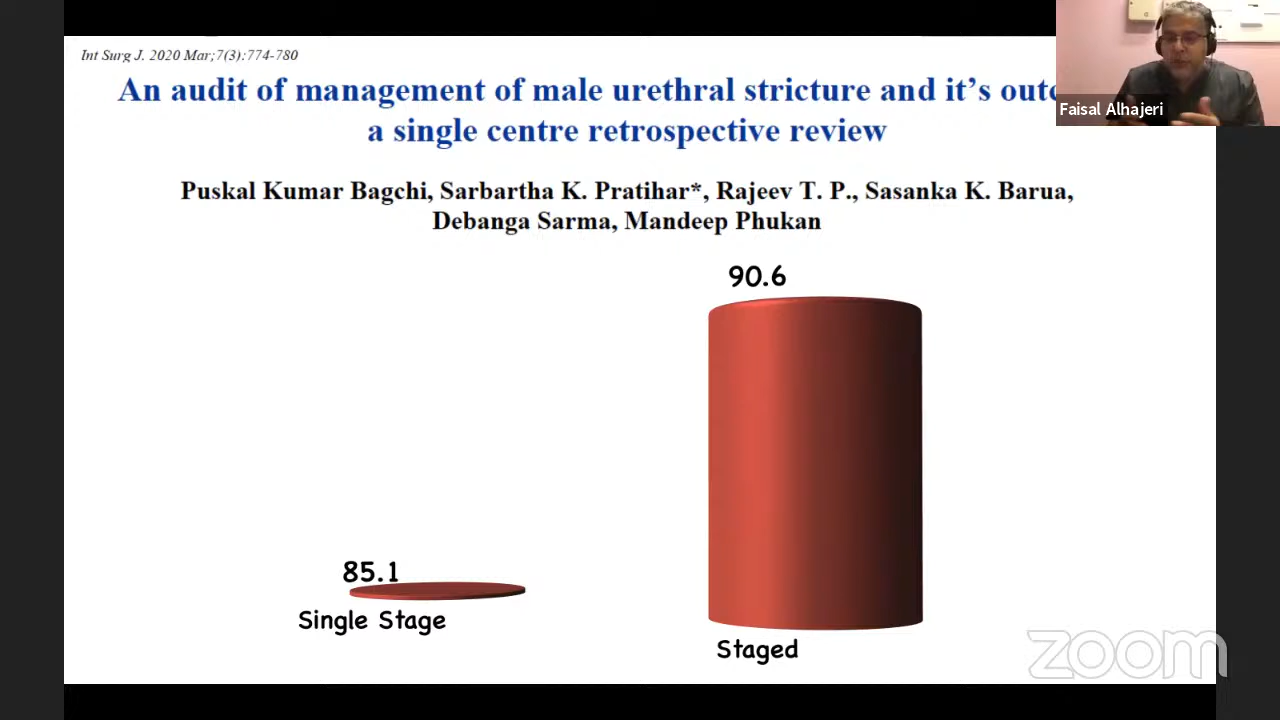 Int Surg J. 2020 Mar;7(3):774-780
An audit of management of male urethral stricture and it's
a single centre retrospective review
Puskal Kumar Bagchi, Sarbartha K. Pratihar*, Rajeev T. P., Sasanka K. Barua,
Debanga Sarma, Mandeep Phukan
Faisal Alhajeri
90.6
85.1
Single Stage
Staged
zoom